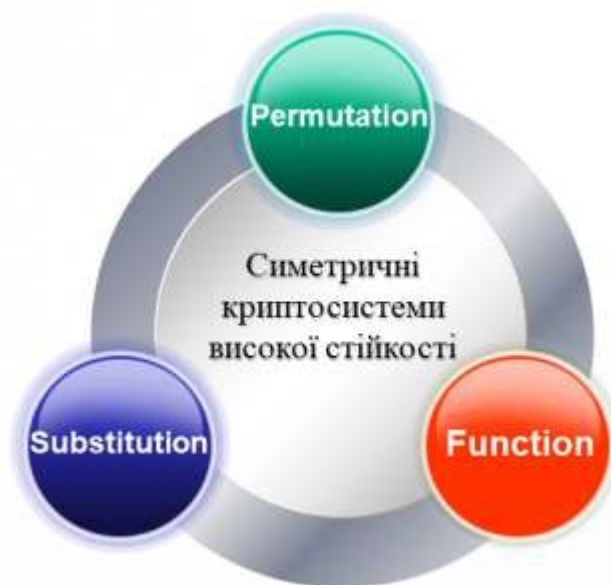 Permutation
Симетричні
криптосистеми
високої стійкості
Substitution
Function